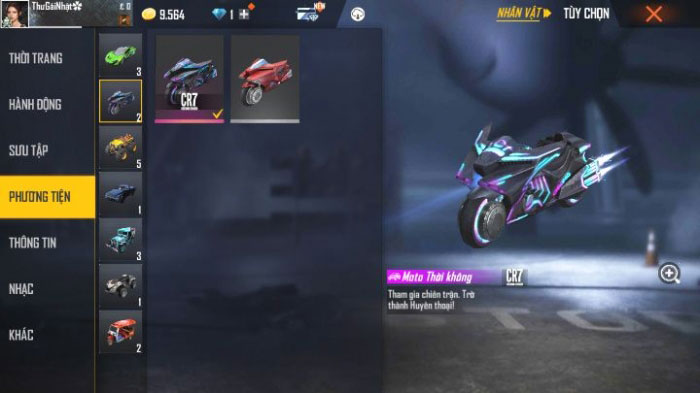 ThuGáiNhật
9.564
1
NEW
NHÂN VẬT
TÙY CHỌN
THỜI TRANG
HÀNH ĐỘNG
SƯU TẬP
PHƯƠNG TIỆN
THÔNG TIN
NHẠC
KHÁC
3
2
5
1
3
1
2
CR7
Moto Thời không
CR7
Tham gia chiến trận. Trở
thành Huyền thoại!